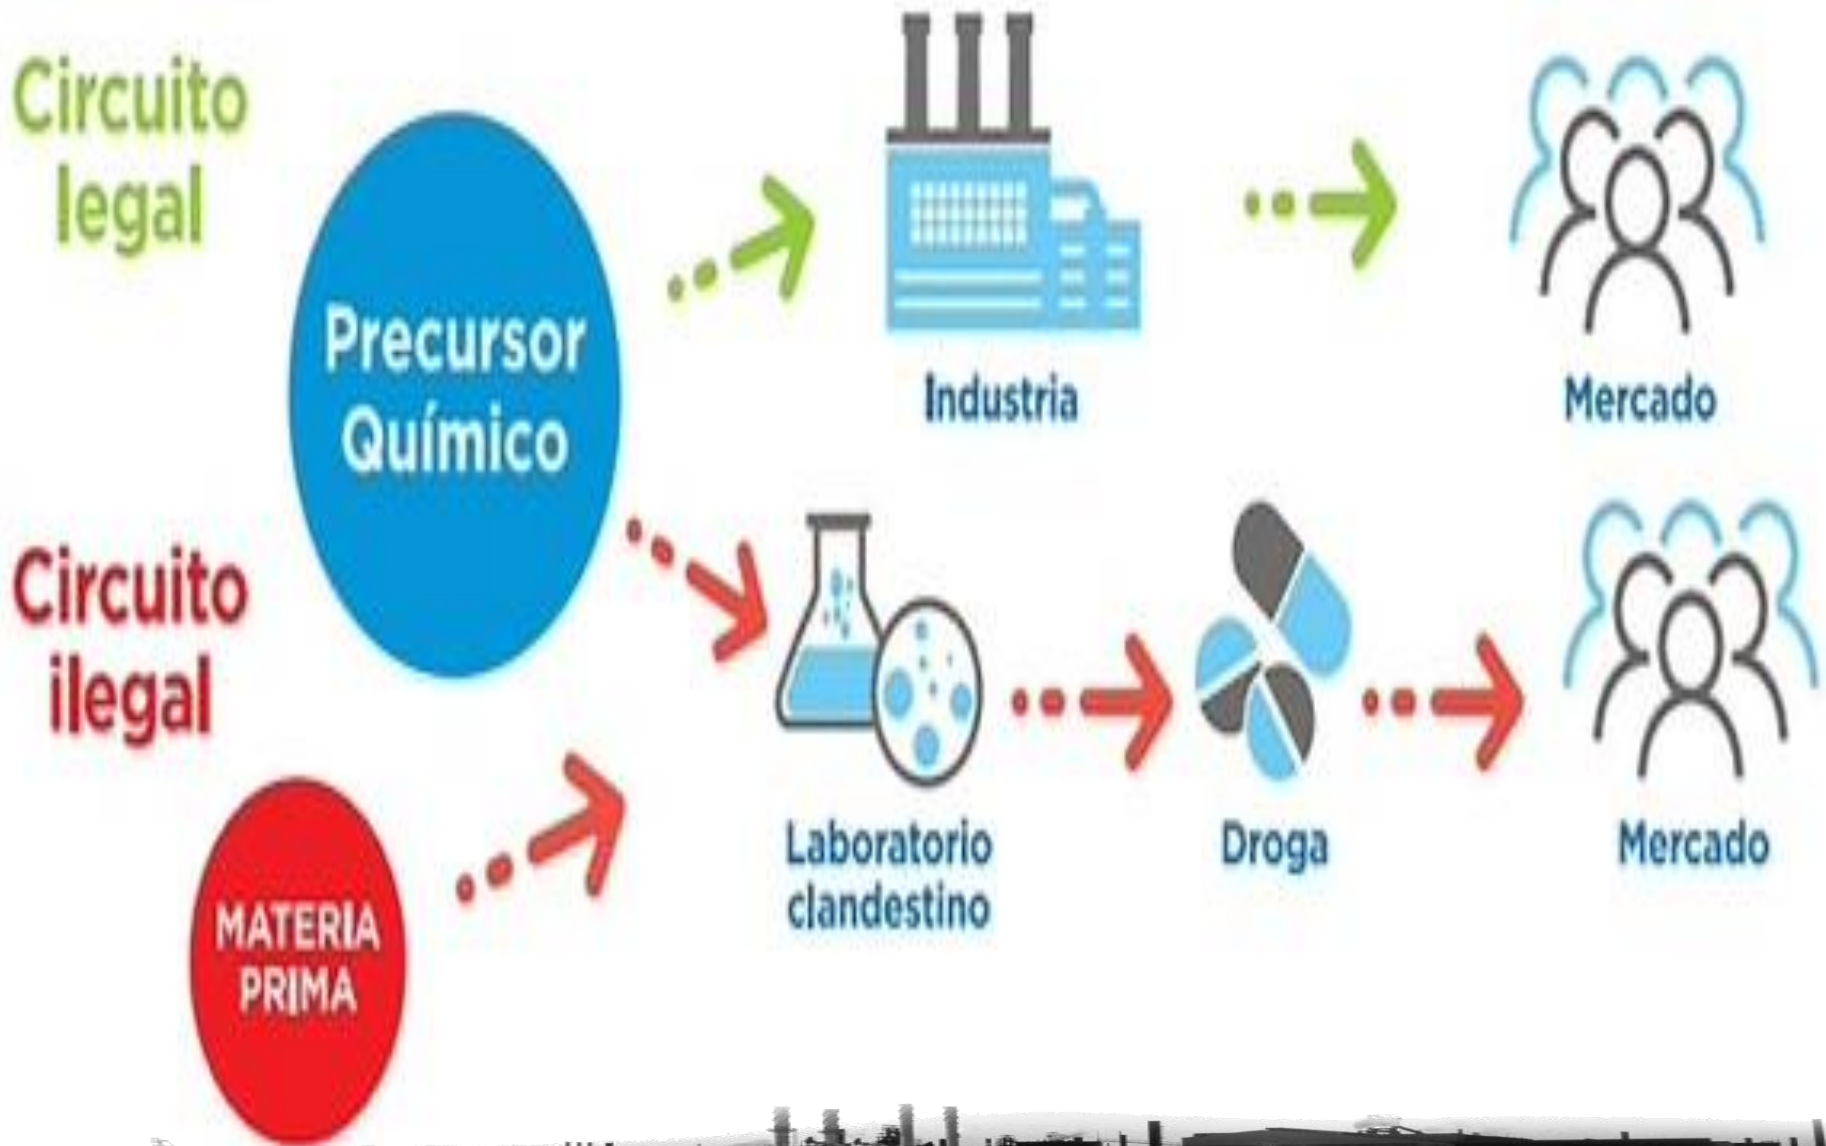 Circuito
legal
Precursor
Químico
Industria
Mercado
Circuito
ilegal
MATERIA
PRIMA
Laboratorio
clandestino
Droga
Mercado